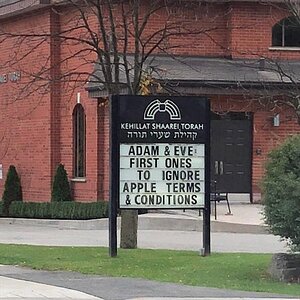 KEHILLAT SHAAREI TORAH
קהילת שערי תורה
ADAM & EVE:
FIRST ONES
TO IGNORE
APPLE TERMS
& CONDITIONS